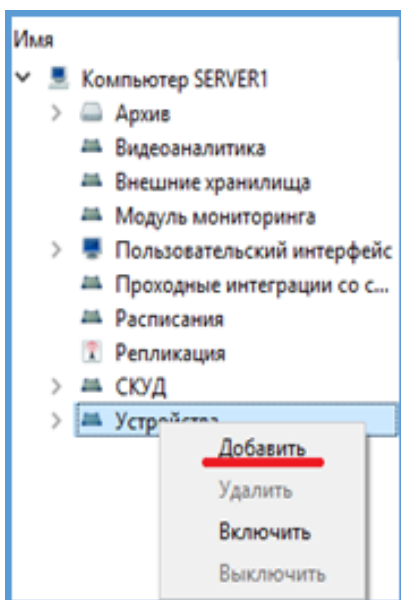 Имя
Компьютер SERVER1
Архив
Видеоаналитика
Внешние хранилища
Модуль мониторинга
Пользовательский интерфейс
Проходные интеграции со с...
Расписания
Репликация
СКУД
Устройства
Добавить
Удалить
Включить
Выключить